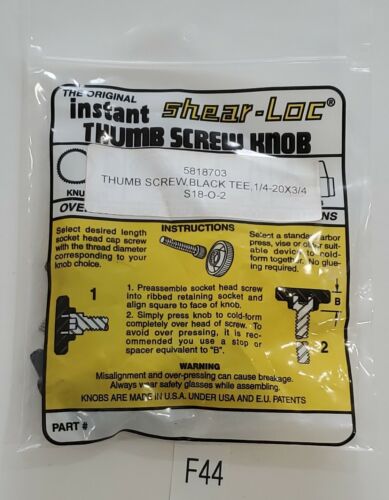 THE ORIGINAL
instant shear-Loc®
THUMB SCREW KNOB
5818703
THUMB SCREW,BLACK TEE,1/4-20X3/4
S18-O-2
INSTRUCTIONS
Select desired length
socket head cap screw
with the thread diameter
corresponding to your
knob choice.
Select a standard arbor
press, vise or other suit-
able device to cold-
form together. No glue-
ing required.
1
B
2
1. Preassemble socket head screw
into ribbed retaining socket and
align square to face of knob.
2. Simply press knob to cold-form
completely over head of screw. To
avoid over pressing, it is rec-
ommended you use a stop or
spacer equivalent to "B".
WARNING
Misalignment and over-pressing can cause breakage.
Always wear safety glasses while assembling.
KNOBS ARE MADE IN U.S.A. UNDER USA AND E.U. PATENTS
PART #
F44